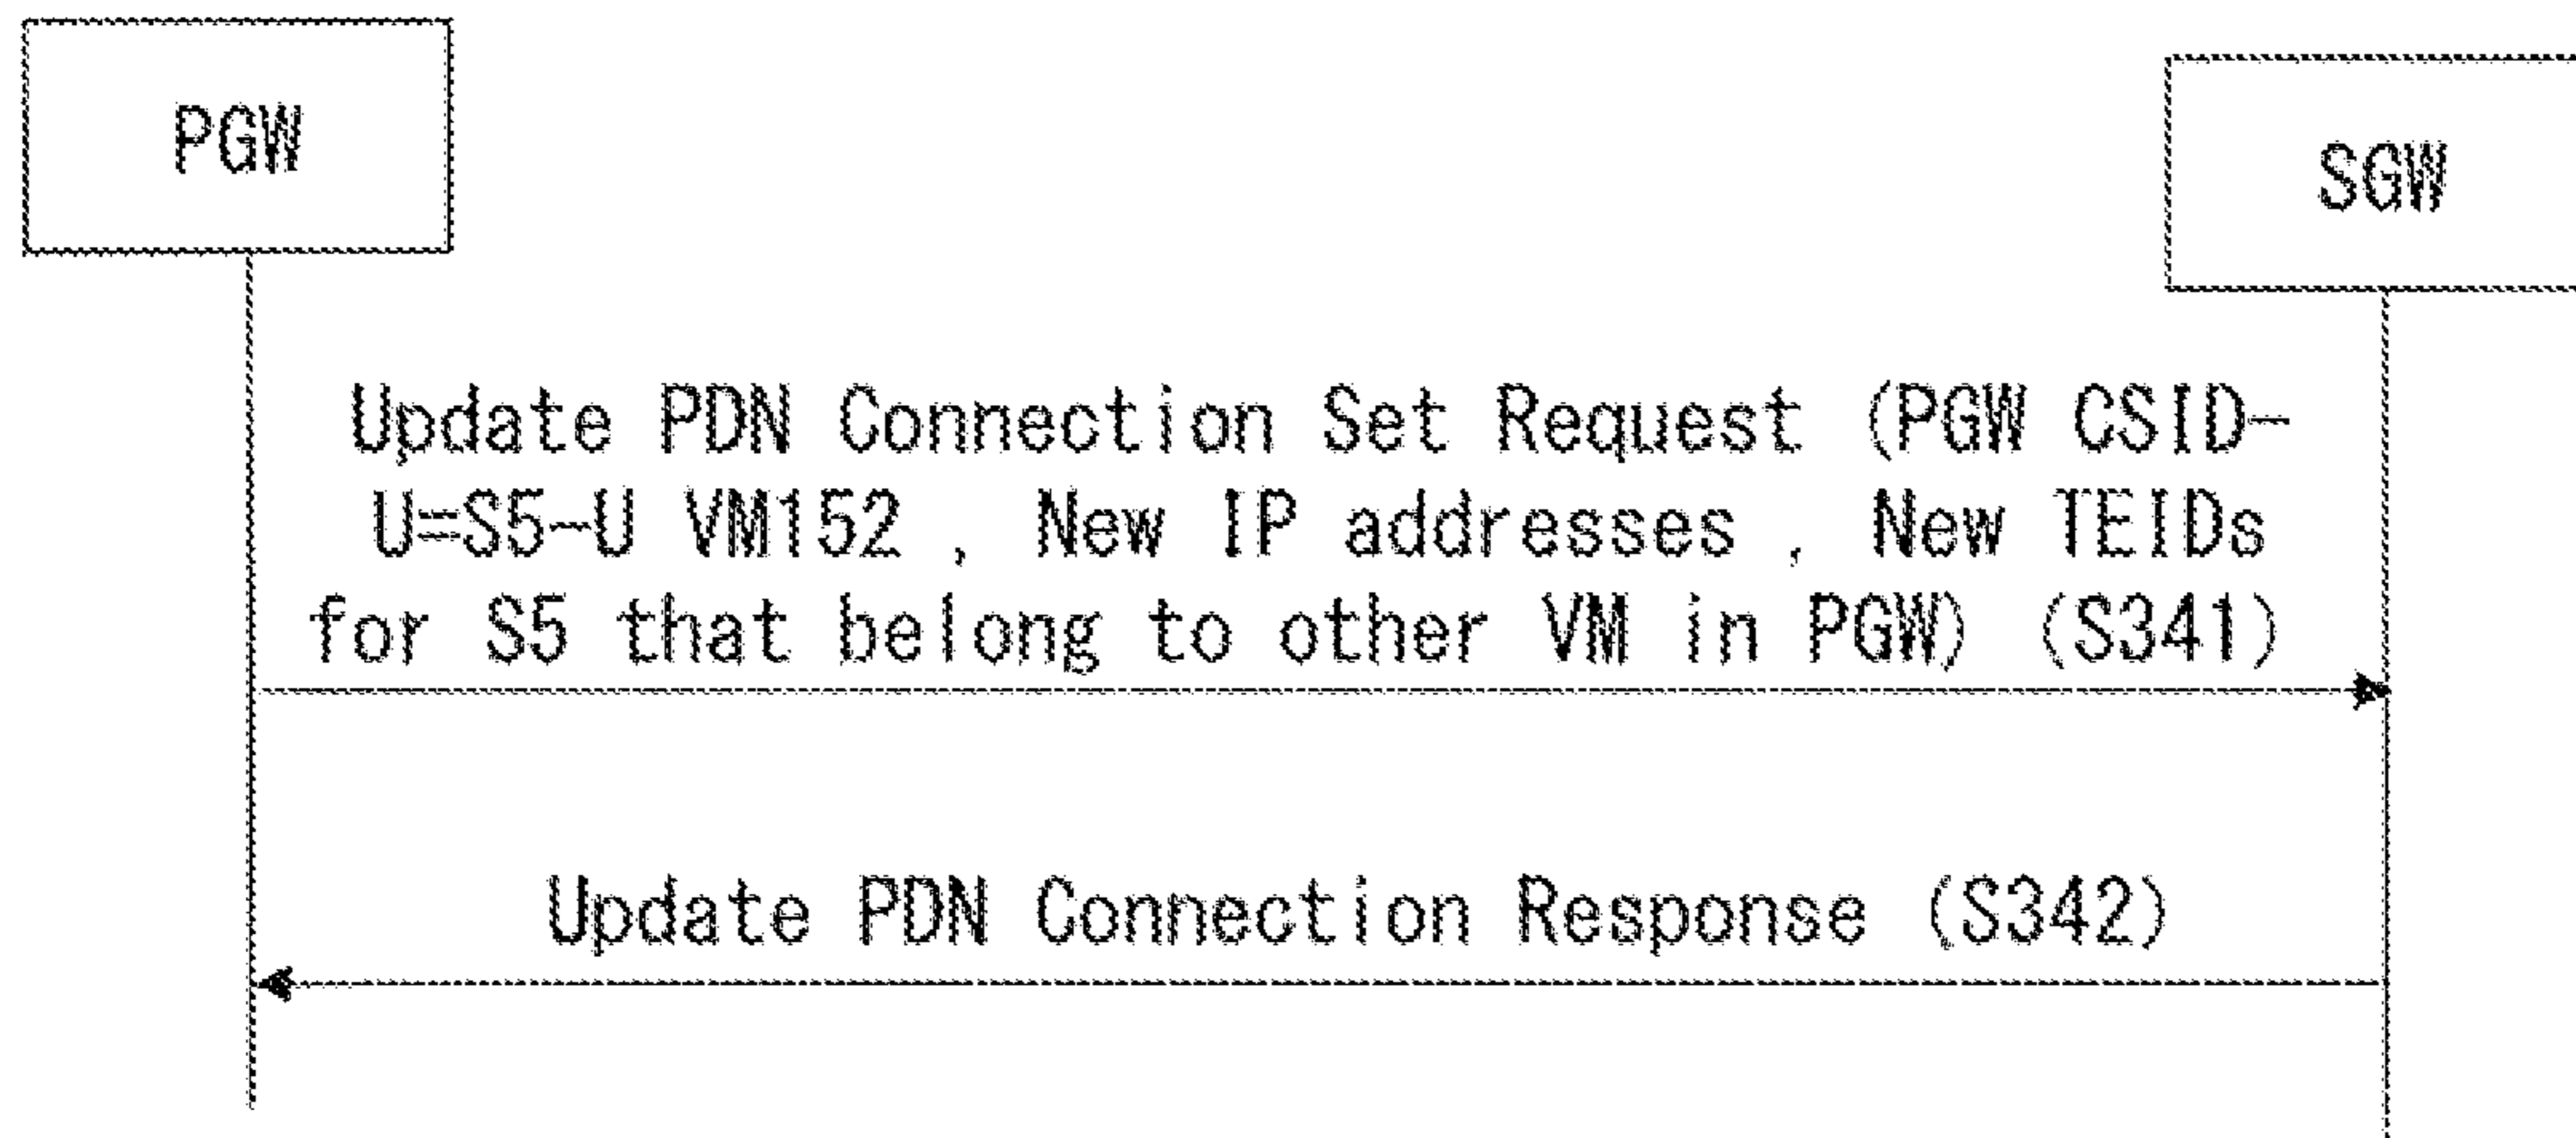 PGW
SGW
Update PDN Connection Set Request (PGW CSID-
U=S5-U VM152 , New IP addresses , New TEIDs
for S5 that belong to other VM in PGW) (S341)
Update PDN Connection Response (S342)